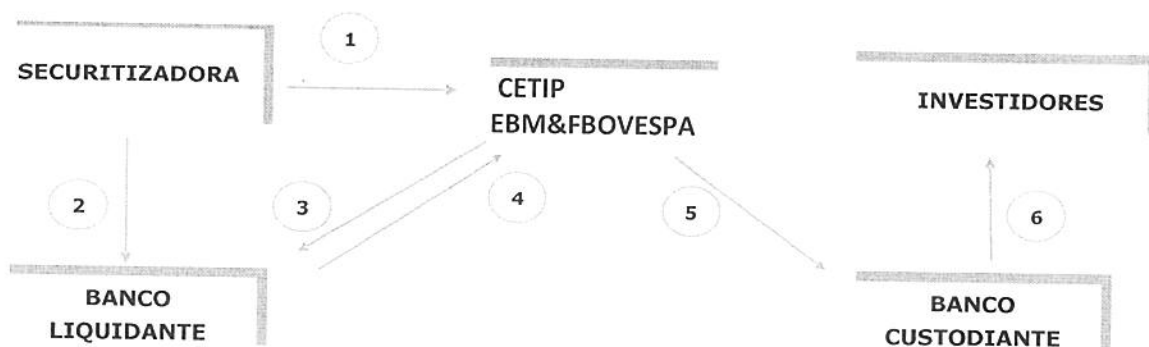 1
SECURITIZADORA
CETIP
EBM&FBOVESPA
INVESTIDORES
2
3
4
5
6
BANCO
LIQUIDANTE
BANCO
CUSTODIANTE